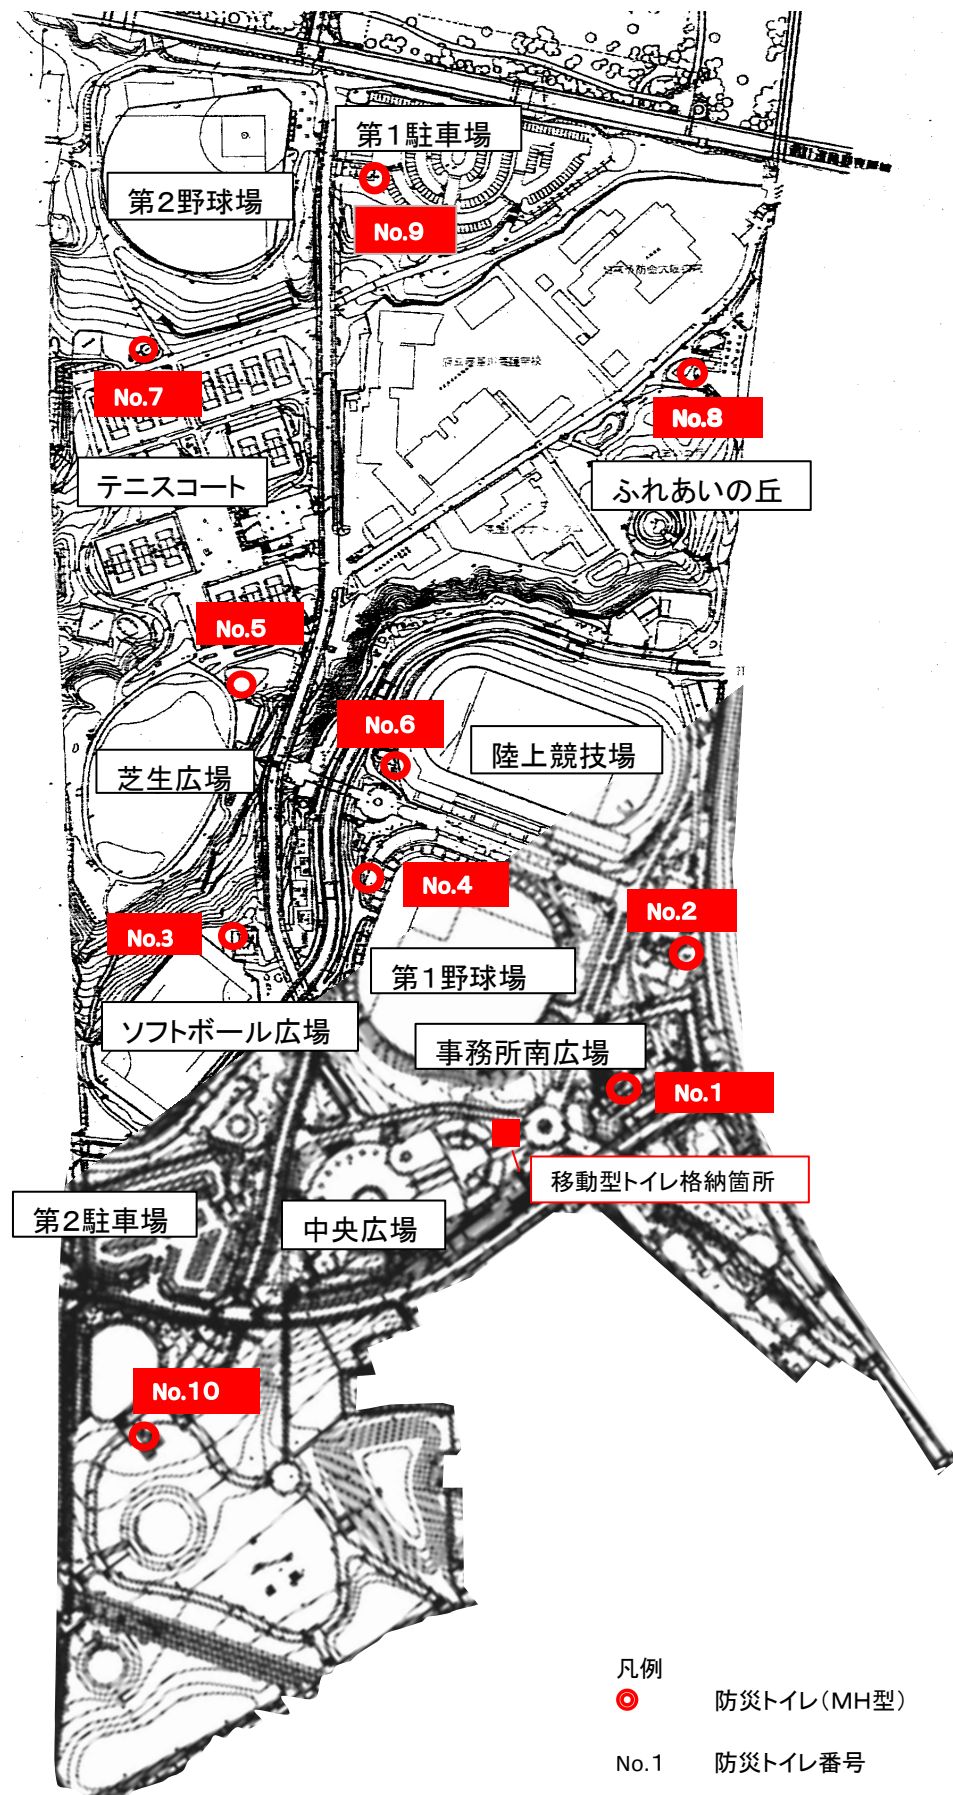 第1駐車場
第2野球場
No.9
No.7
No.8
テニスコート
ふれあいの丘
No.5
No.6
陸上競技場
芝生広場
No.4
No.2
No.3
第1野球場
ソフトボール広場
事務所南広場
No.1
移動型トイレ格納箇所
第2駐車場
中央広場
No.10
凡例
防災トイレ(MH型)
No.1 防災トイレ番号